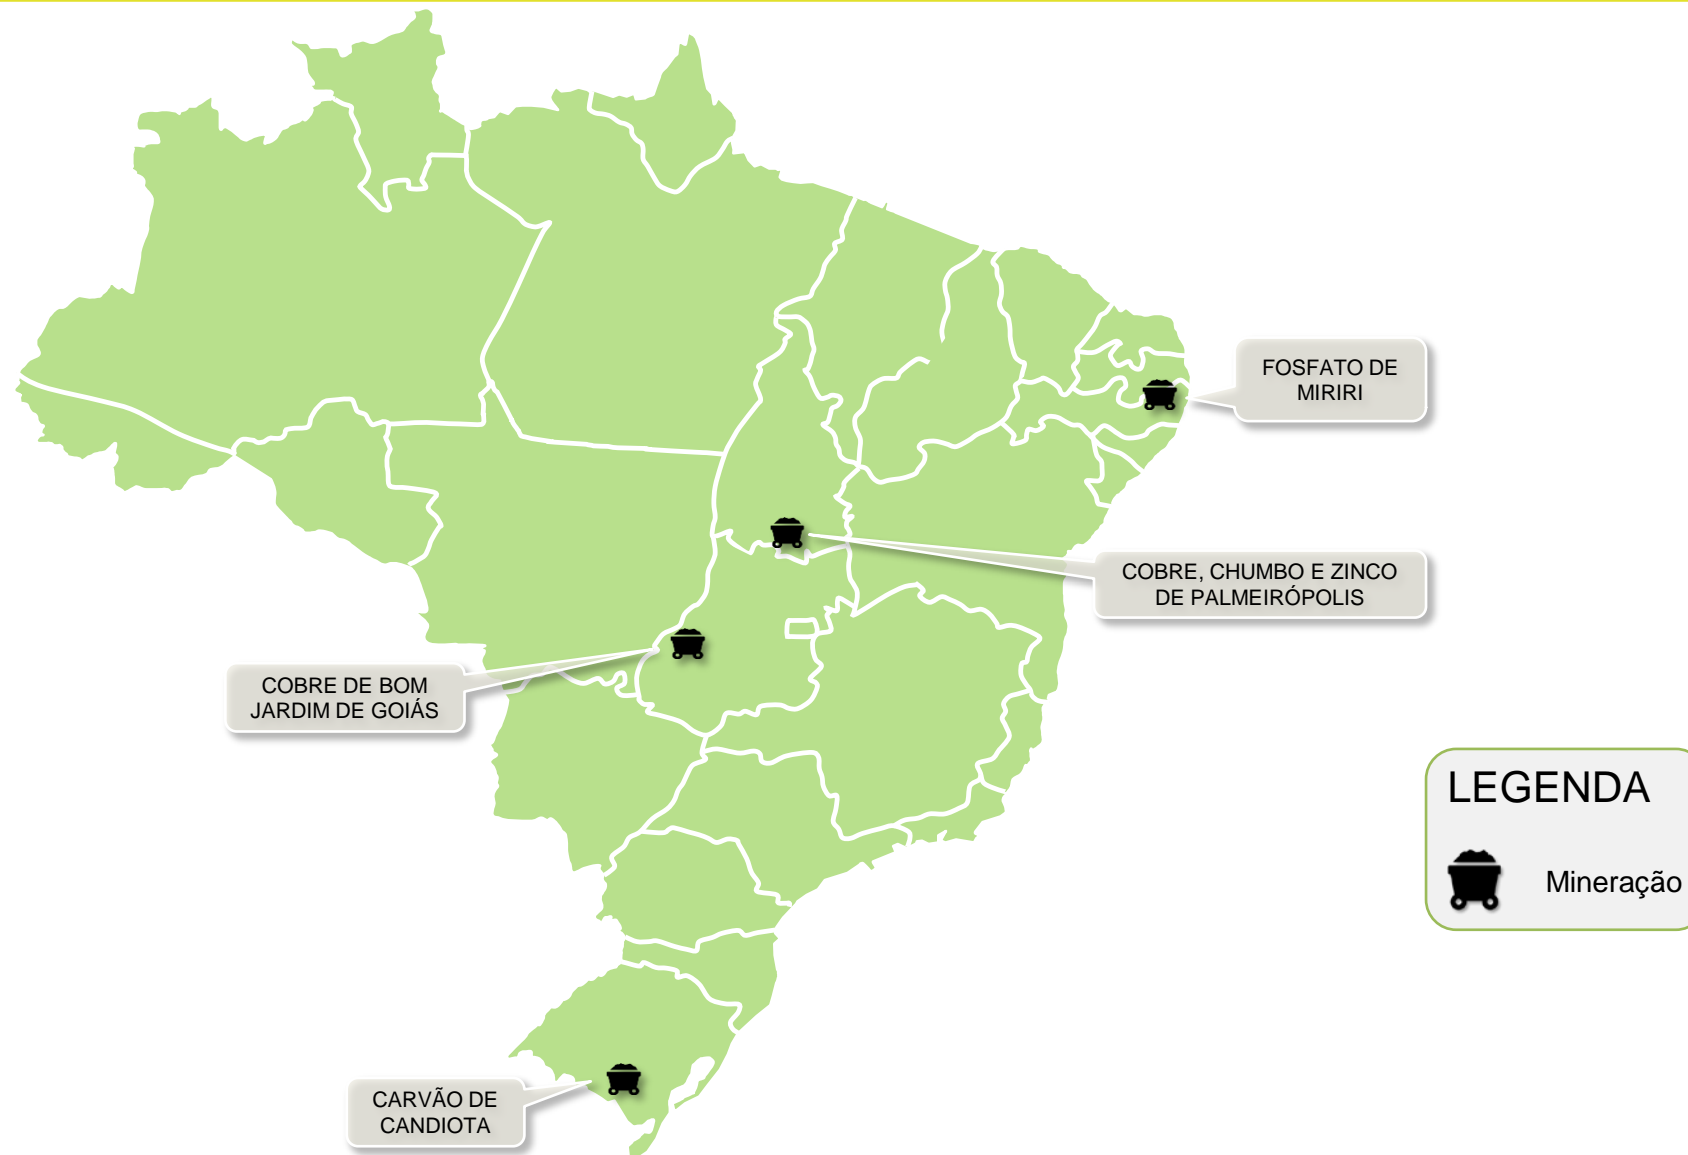 FOSFATO DE
MIRIRI
COBRE, CHUMBO E ZINCO
DE PALMEIRÓPOLIS
COBRE DE BOM
JARDIM DE GOIÁS
LEGENDA
Mineração
CARVÃO DE
CANDIOTA